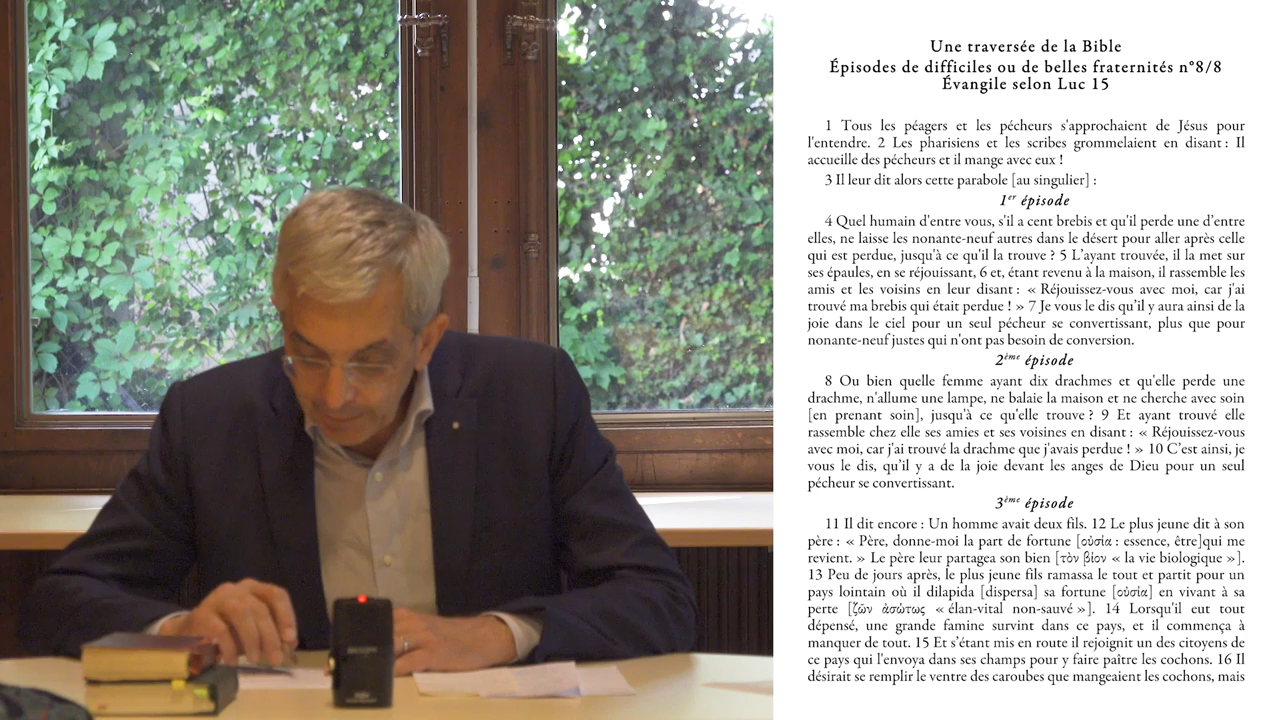 Une traversée de la Bible
Épisodes de difficiles ou de belles fraternités n°8/8
Évangile selon Luc 15
1 Tous les péagers et les pécheurs s'approchaient de Jésus pour
l'entendre. 2 Les pharisiens et les scribes grommelaient en disant : Il
accueille des pécheurs et il mange avec eux !
3 Il leur dit alors cette parabole [au singulier] :
1er épisode
4 Quel humain d'entre vous, s'il a cent brebis et qu'il perde une d’entre
elles, ne laisse les nonante-neuf autres dans le désert pour aller après celle
qui est perdue, jusqu'à ce qu'il la trouve ? 5 L’ayant trouvée, il la met sur
ses épaules, en se réjouissant, 6 et, étant revenu à la maison, il rassemble les
amis et les voisins en leur disant : « Réjouissez-vous avec moi, car j'ai
trouvé ma brebis qui était perdue ! » 7 Je vous le dis qu’il y aura ainsi de la
joie dans le ciel pour un seul pécheur se convertissant, plus que pour
nonante-neuf justes qui n'ont pas besoin de conversion.
2ème épisode
8 Ou bien quelle femme ayant dix drachmes et qu'elle perde une
drachme, n'allume une lampe, ne balaie la maison et ne cherche avec soin
[en prenant soin], jusqu'à ce qu'elle trouve ? 9 Et ayant trouvé elle
rassemble chez elle ses amies et ses voisines en disant : « Réjouissez-vous
avec moi, car j'ai trouvé la drachme que j'avais perdue ! » 10 C’est ainsi, je
vous le dis, qu’il y a de la joie devant les anges de Dieu pour un seul
pécheur se convertissant.
3ème épisode
11 Il dit encore : Un homme avait deux fils. 12 Le plus jeune dit à son
père : « Père, donne-moi la part de fortune [οὐσία : essence, être]qui me
revient. » Le père leur partagea son bien [τὸν βίον « la vie biologique »].
13 Peu de jours après, le plus jeune fils ramassa le tout et partit pour un
pays lointain où il dilapida [dispersa] sa fortune [οὐσία] en vivant à sa
perte [ζῶν ἀσώτως « élan-vital non-sauvé »]. 14 Lorsqu'il eut tout
dépensé, une grande famine survint dans ce pays, et il commença à
manquer de tout. 15 Et s’étant mis en route il rejoignit un des citoyens de
ce pays qui l'envoya dans ses champs pour y faire paître les cochons. 16 Il
désirait se remplir le ventre des caroubes que mangeaient les cochons, mais